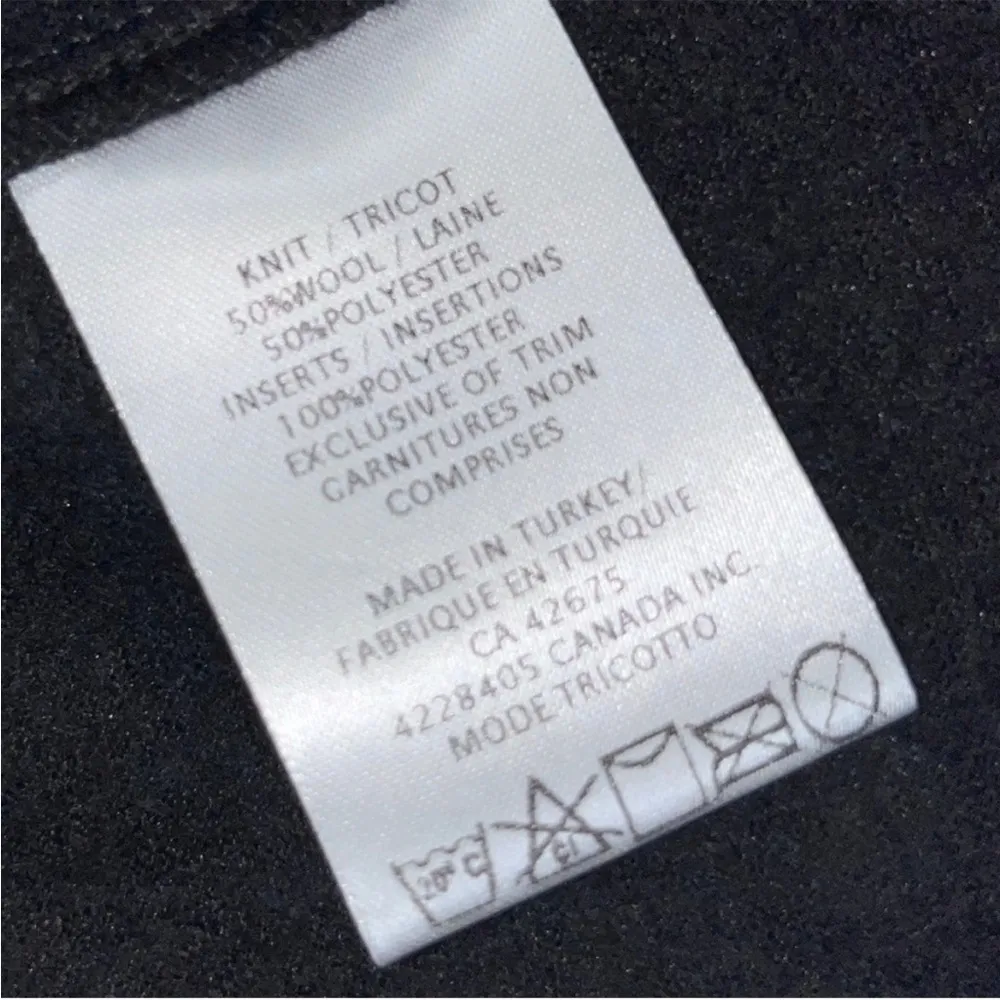 KNIT / TRICOT
50%WOOL / LAINE
50%POLYESTER
INSERTS / INSERTIONS
100%POLYESTER
EXCLUSIVE OF TRIM
GARNITURES NON
COMPRISES
MADE IN TURKEY/
FABRIQUE EN TURQUIE
CA 42675
4228405 CANADA INC.
MODE TRICOTTO
Cl